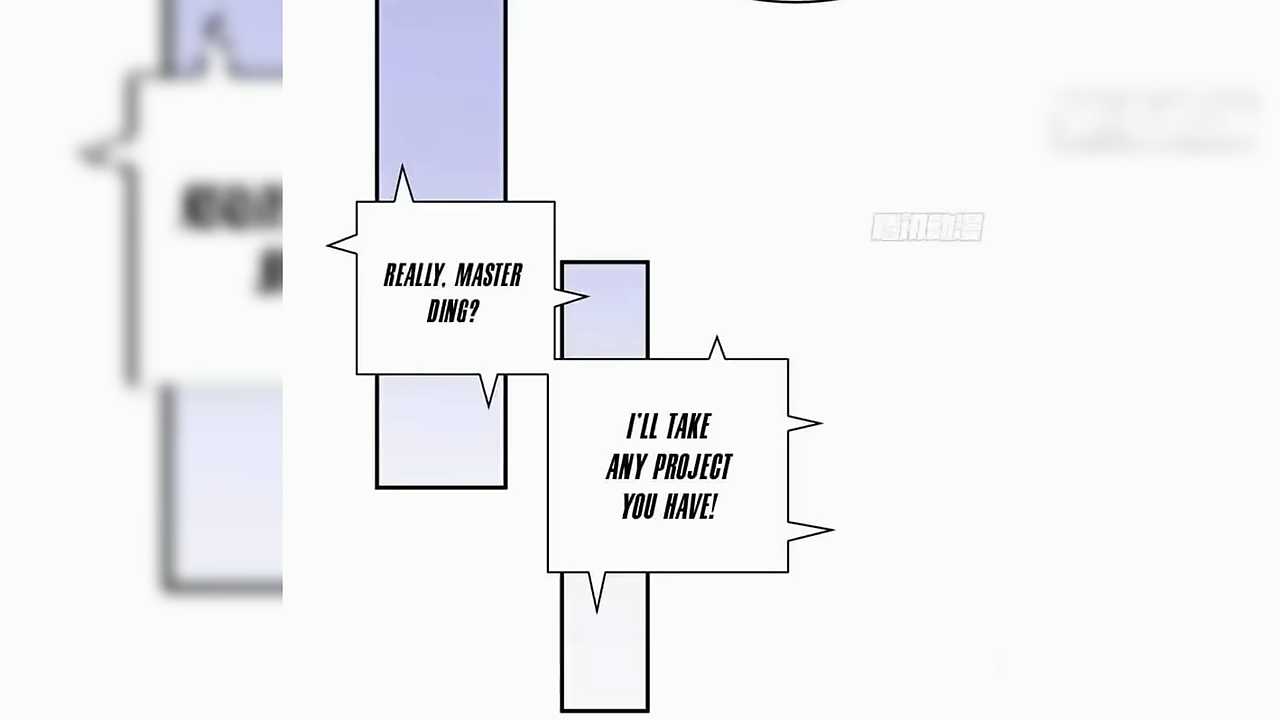 REALLY, MASTER
DING?
I'LL TAKE
ANY PROJECT
YOU HAVE!